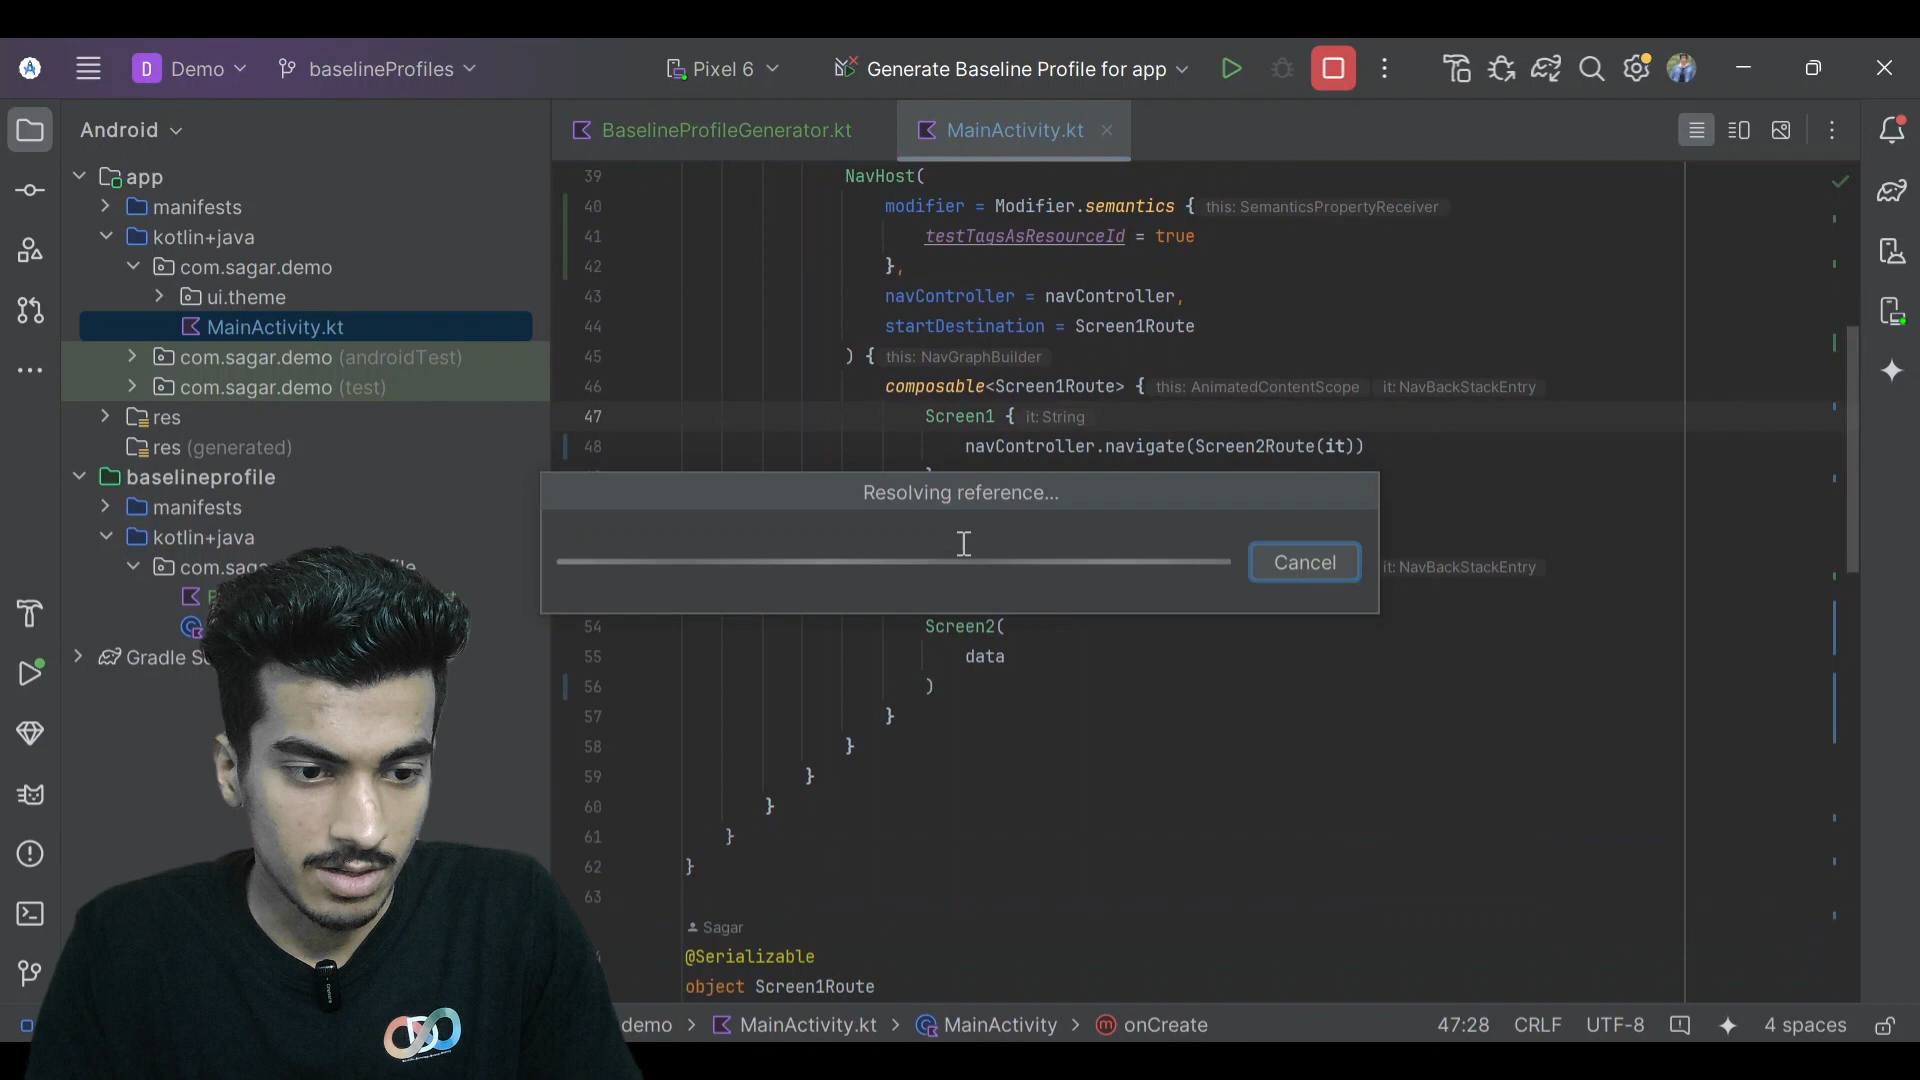 D Demo baselineProfiles Pixel 6 Generate Baseline Profile for app
Android
BaselineProfileGenerator.kt MainActivity.kt
app
manifests
kotlin+java
com.sagar.demo
ui.theme
MainActivity.kt
com.sagar.demo (androidTest)
com.sagar.demo (test)
res
res (generated)
baselineprofile
manifests
kotlin+java
Gradle
39 NavHost(
40 modifier = Modifier.semantics { this: SemanticsPropertyReceiver
41 testTagsAsResourceId = true
42 },
43 navController = navController,
44 startDestination = Screen1Route
45 ) { this: NavGraphBuilder
46 composable<Screen1Route> { this: AnimatedContentScope it: NavBackStackEntry
47 Screen1 { it: String
48 navController.navigate(Screen2Route(it))
Resolving reference...
Cancel
it: NavBackStackEntry
54 Screen2(
55 data
56 )
57 }
58 }
59 }
60 }
61 }
62 }
63
Sagar
@Serializable
object Screen1Route
demo MainActivity.kt MainActivity onCreate 47:28 CRLF UTF-8 4 spaces